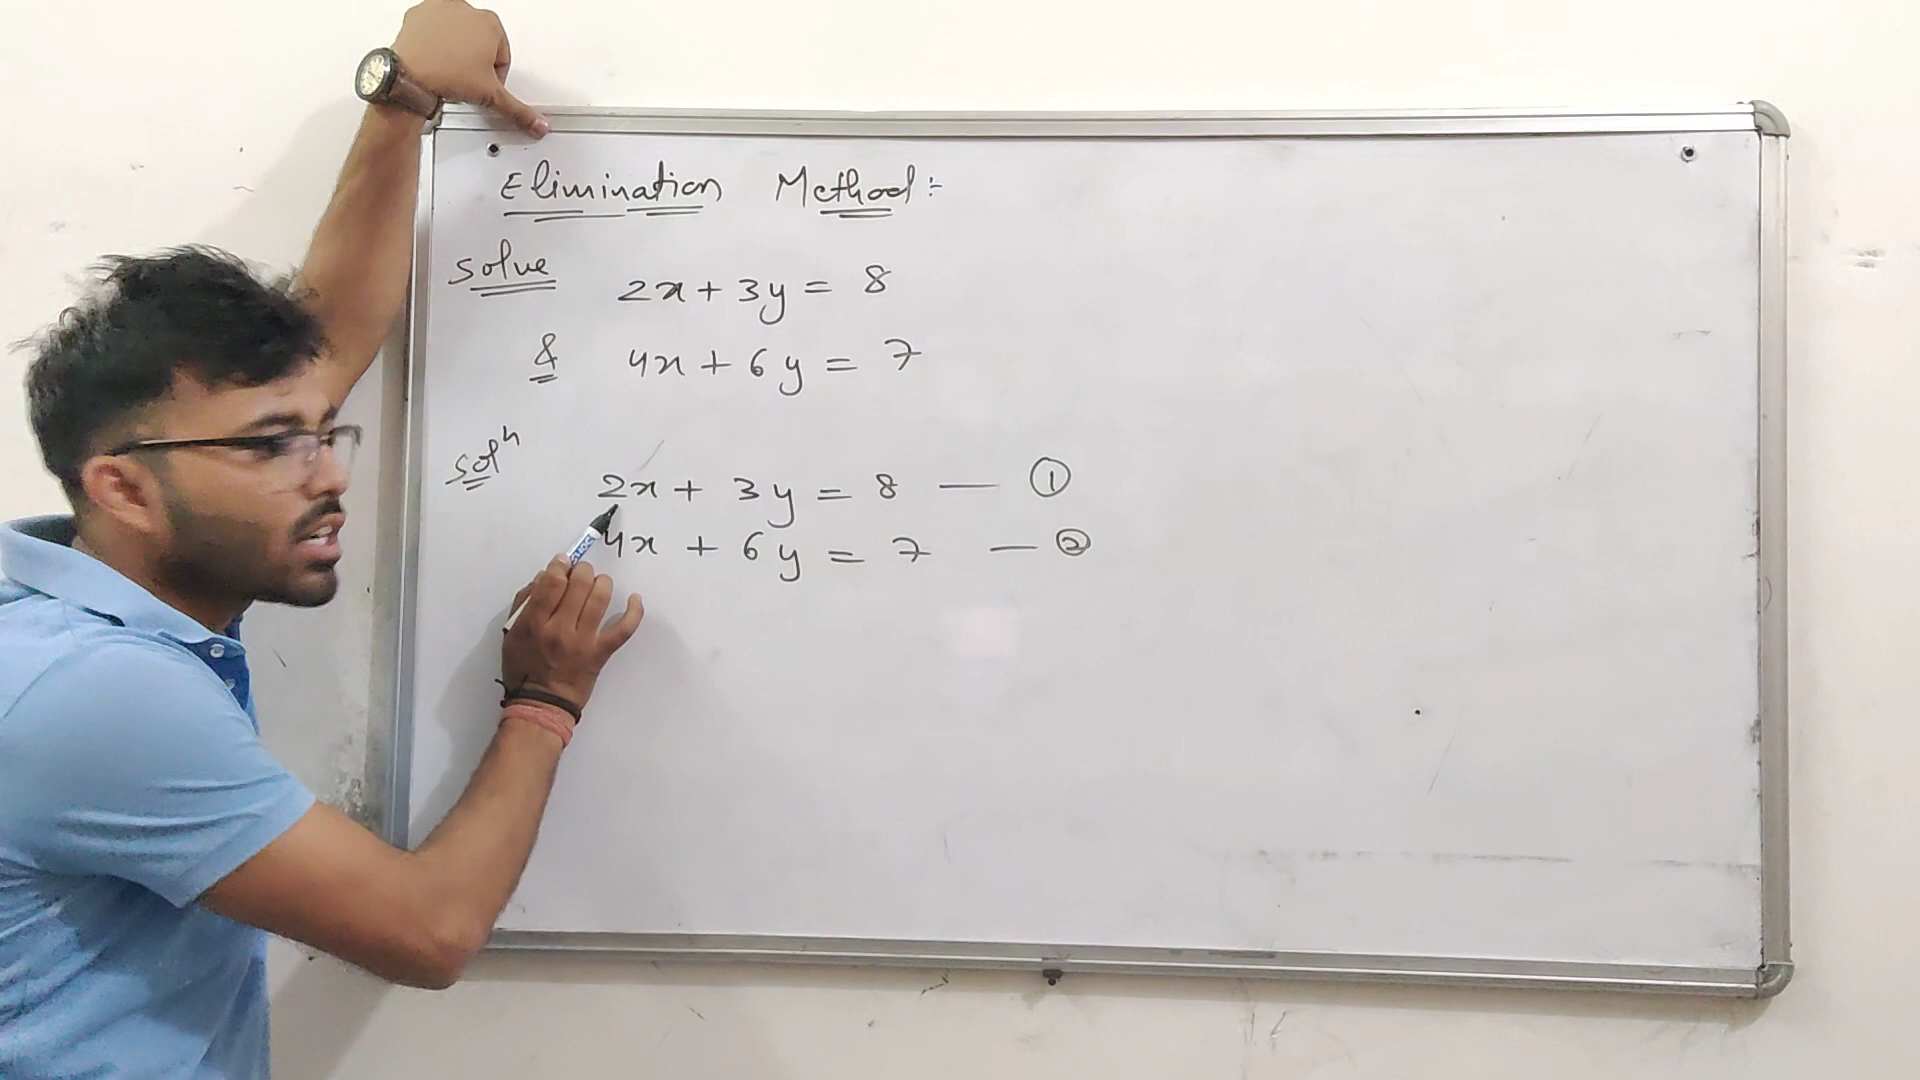 Elimination Method :-
Solve 2x + 3y = 8
& 4x + 6y = 7
Solⁿ
2x + 3y = 8 — ①
4x + 6y = 7 — ②